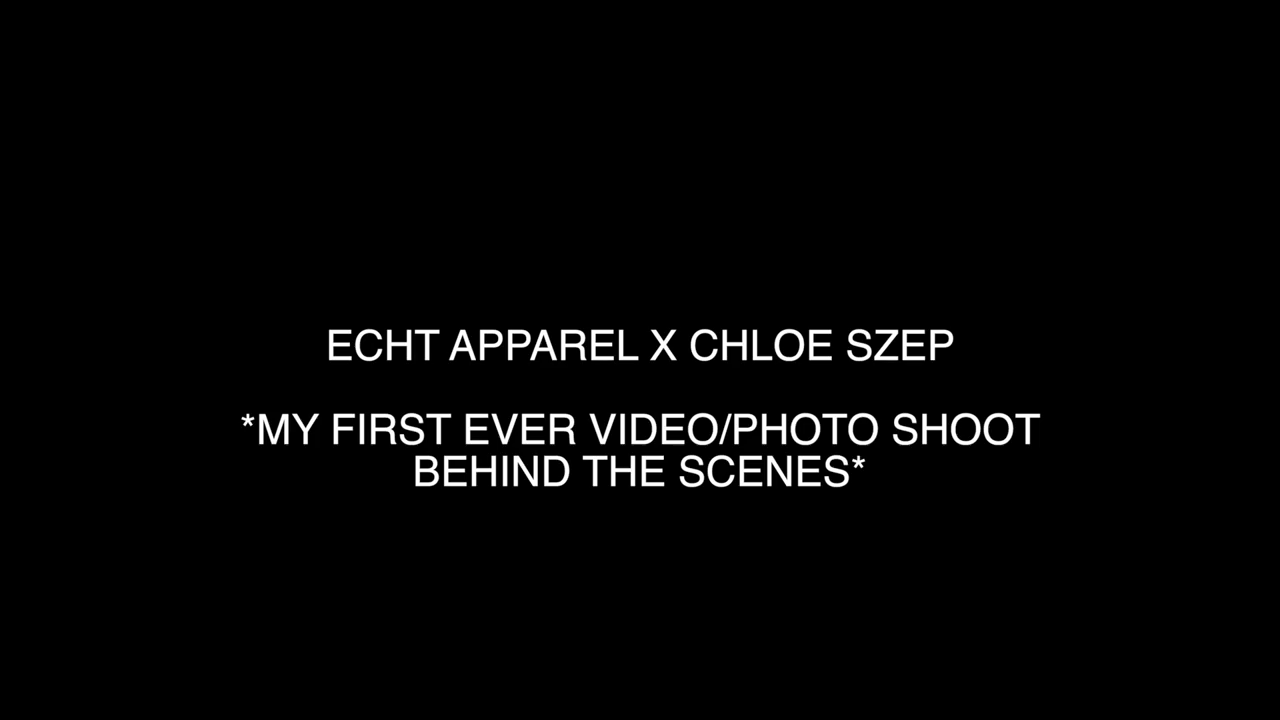 ECHT APPAREL X CHLOE SZEP
*MY FIRST EVER VIDEO/PHOTO SHOOT
BEHIND THE SCENES*